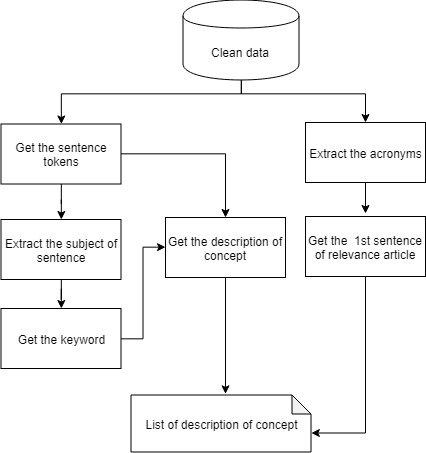 Clean data
Get the sentence
tokens
Extract the acronyms
Extract the subject of
sentence
Get the description of
concept
Get the 1st sentence
of relevance article
Get the keyword
List of description of concept